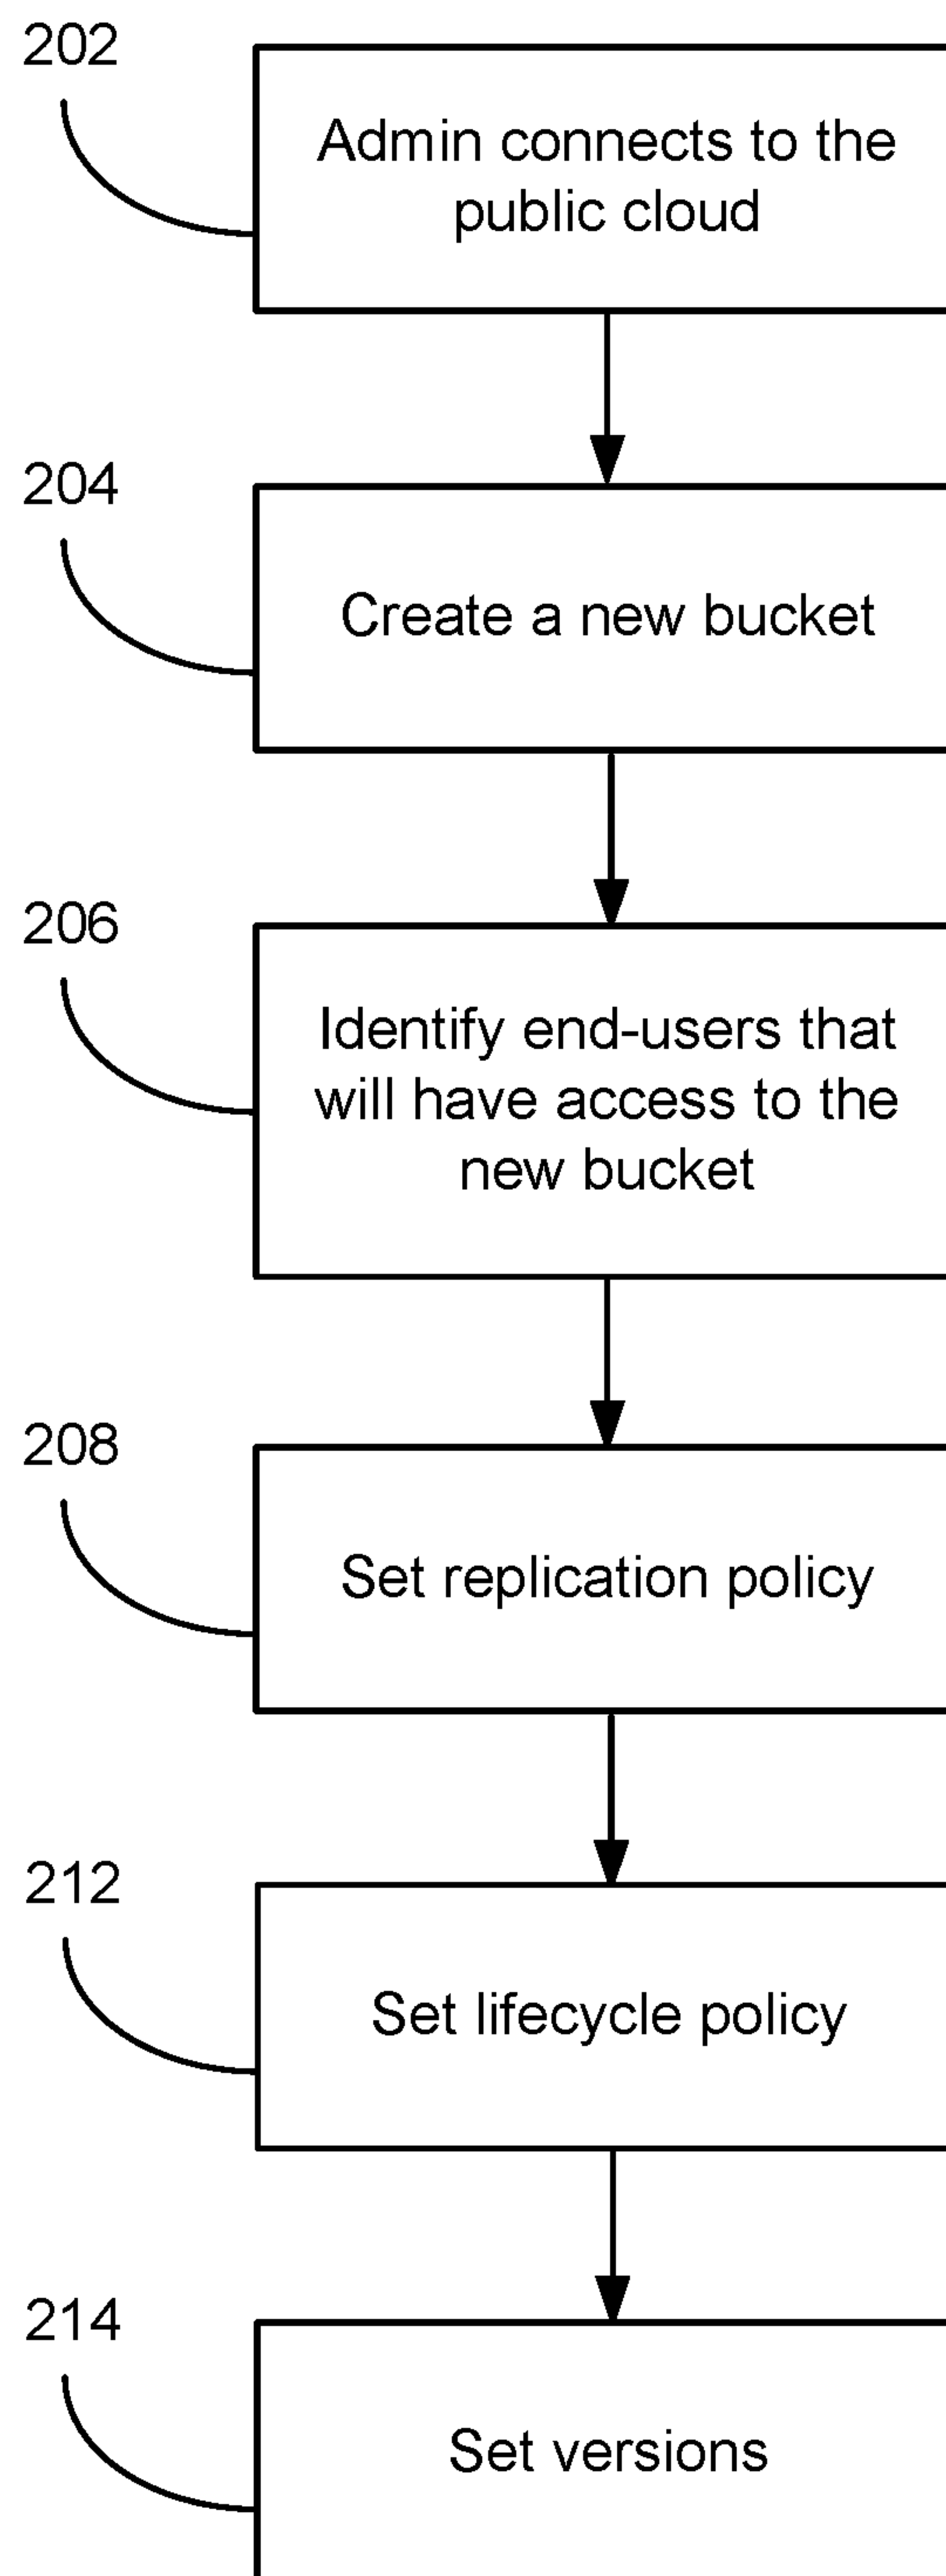 202
Admin connects to the
public cloud
204
Create a new bucket
206
Identify end-users that
will have access to the
new bucket
208
Set replication policy
212
Set lifecycle policy
214
Set versions